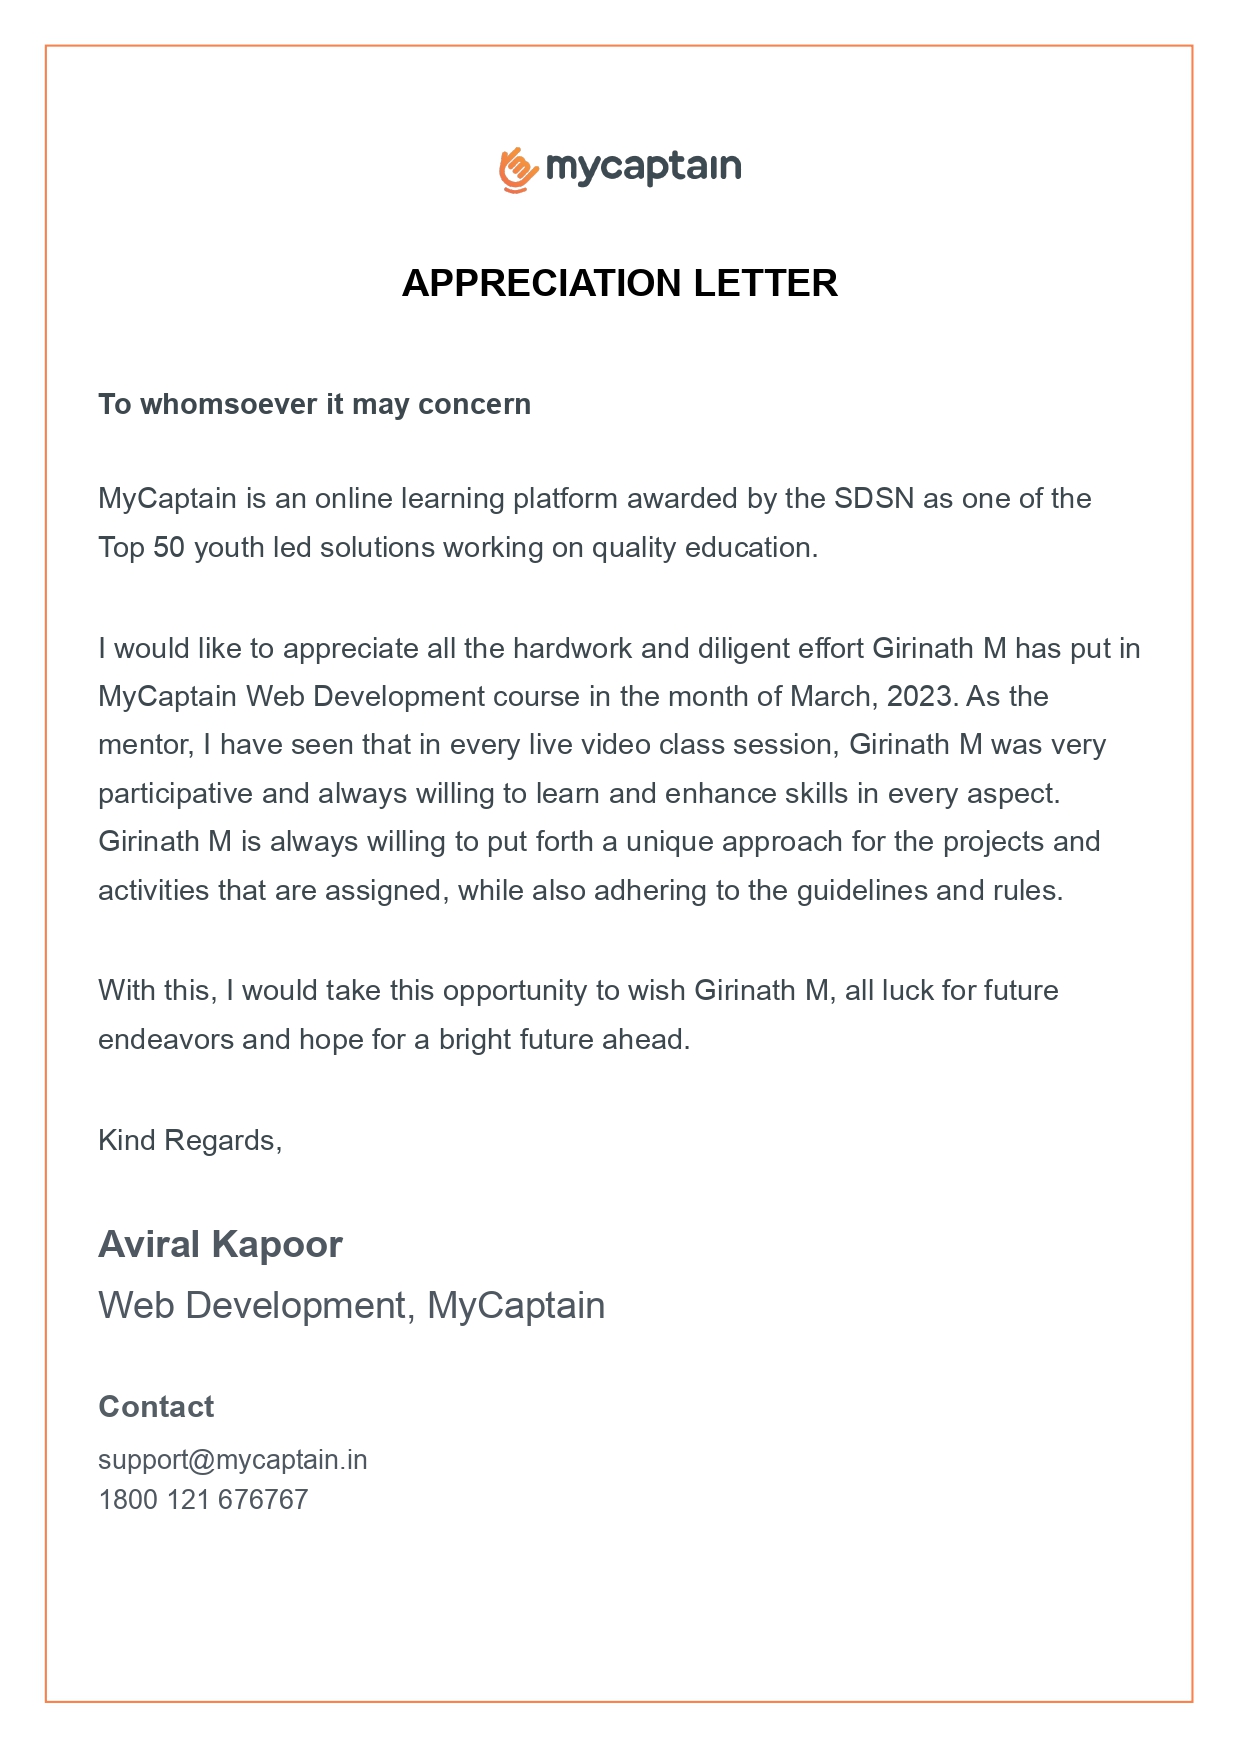 mycaptain
APPRECIATION LETTER
To whomsoever it may concern
MyCaptain is an online learning platform awarded by the SDSN as one of the
Top 50 youth led solutions working on quality education.
I would like to appreciate all the hardwork and diligent effort Girinath M has put in
MyCaptain Web Development course in the month of March, 2023. As the
mentor, I have seen that in every live video class session, Girinath M was very
participative and always willing to learn and enhance skills in every aspect.
Girinath M is always willing to put forth a unique approach for the projects and
activities that are assigned, while also adhering to the guidelines and rules.
With this, I would take this opportunity to wish Girinath M, all luck for future
endeavors and hope for a bright future ahead.
Kind Regards,
Aviral Kapoor
Web Development, MyCaptain
Contact
support@mycaptain.in
1800 121 676767